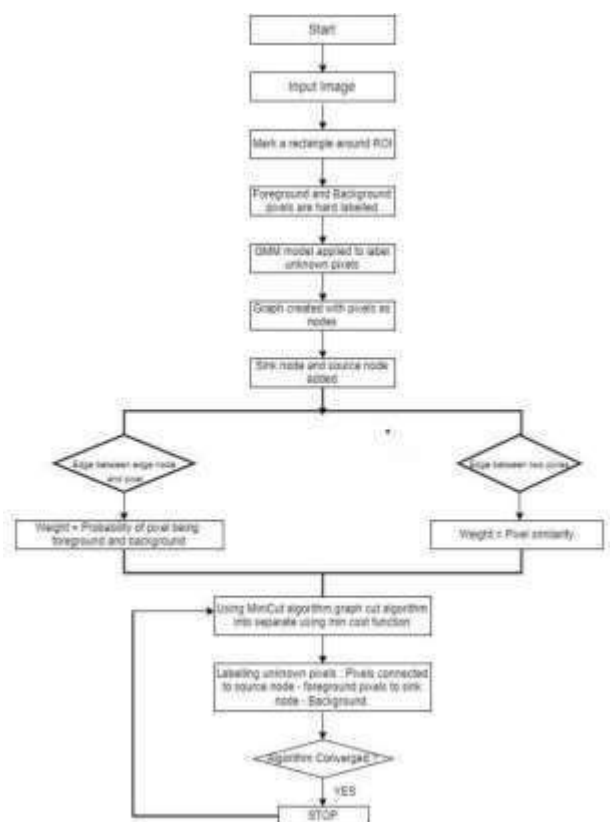 Start
Input Image
Mark a rectangle around ROI
Foreground and Background
pixels are hard labelled
GMM model applied to label
unknown pixels
Graph created with pixels as
nodes
Sink node and source node
added
Edge between edge node
and pixel
Edge between two pixels
Weight = Probability of pixel being
foreground and background
Weight = Pixel similarity
Using MiniCut algorithm,graph cut algorithm
into separate using min cost function
Labelling unknown pixels : Pixels connected
to source node - foreground pixels to sink
node - Background.
Algorithm Converged ?
YES
STOP